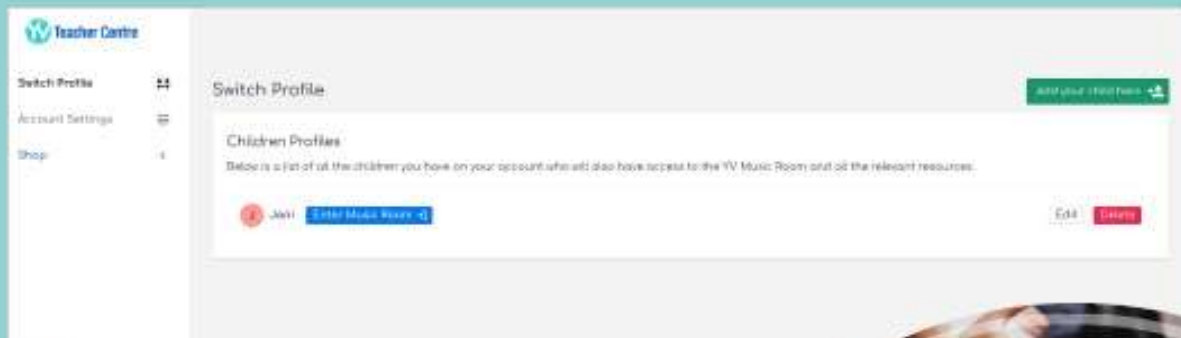 YV Teacher Centre
Switch Profile
Account Settings
Shop
Switch Profile
Add your child here
Children Profiles
Below is a list of all the children you have on your account who will also have access to the YV Music Room and all the relevant resources.
Enter Music Room
Edit
Delete